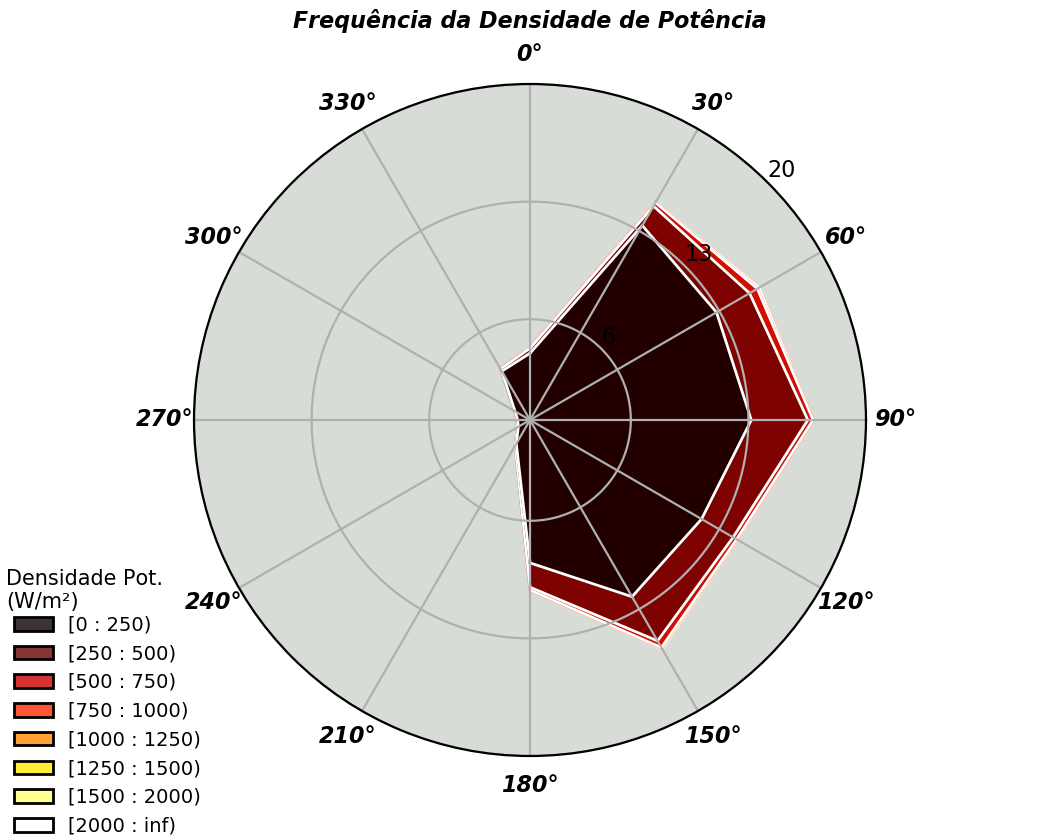 Frequência da Densidade de Potência
0°
330°
30°
20
300°
60°
13
6
270°
90°
240°
120°
210°
150°
180°
Densidade Pot.
(W/m²)
[0 : 250)
[250 : 500)
[500 : 750)
[750 : 1000)
[1000 : 1250)
[1250 : 1500)
[1500 : 2000)
[2000 : inf)